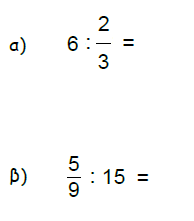 α) 6 : 2/3 =
β) 5/9 : 15 =